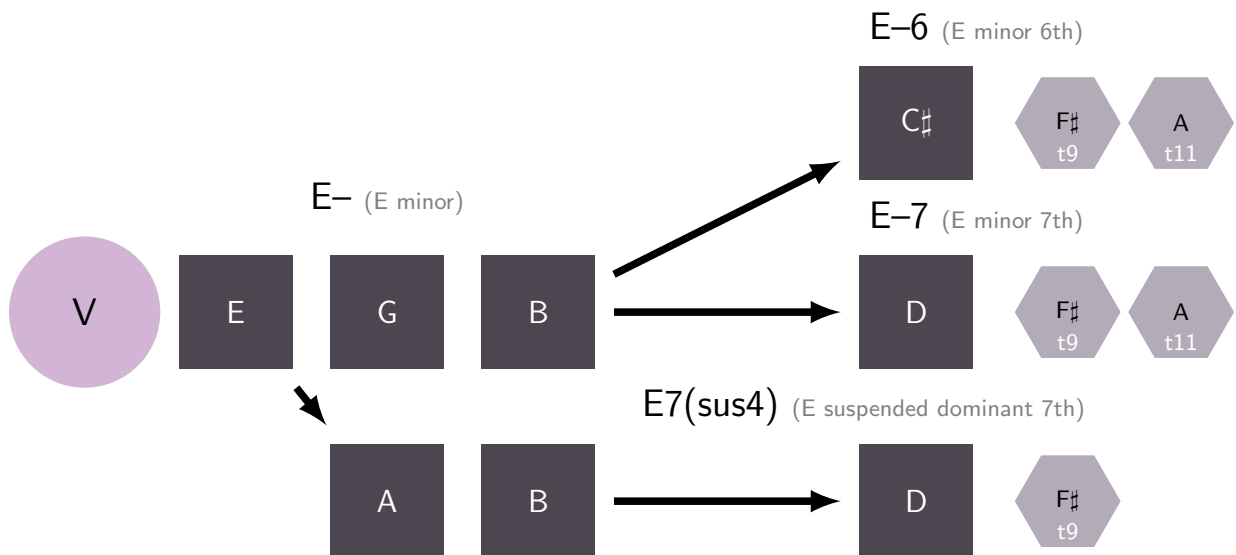 E–6 (E minor 6th)
C♯ F♯ A
t9 t11
E– (E minor)
E–7 (E minor 7th)
V E G B D F♯ A
t9 t11
E7(sus4) (E suspended dominant 7th)
A B D F♯
t9